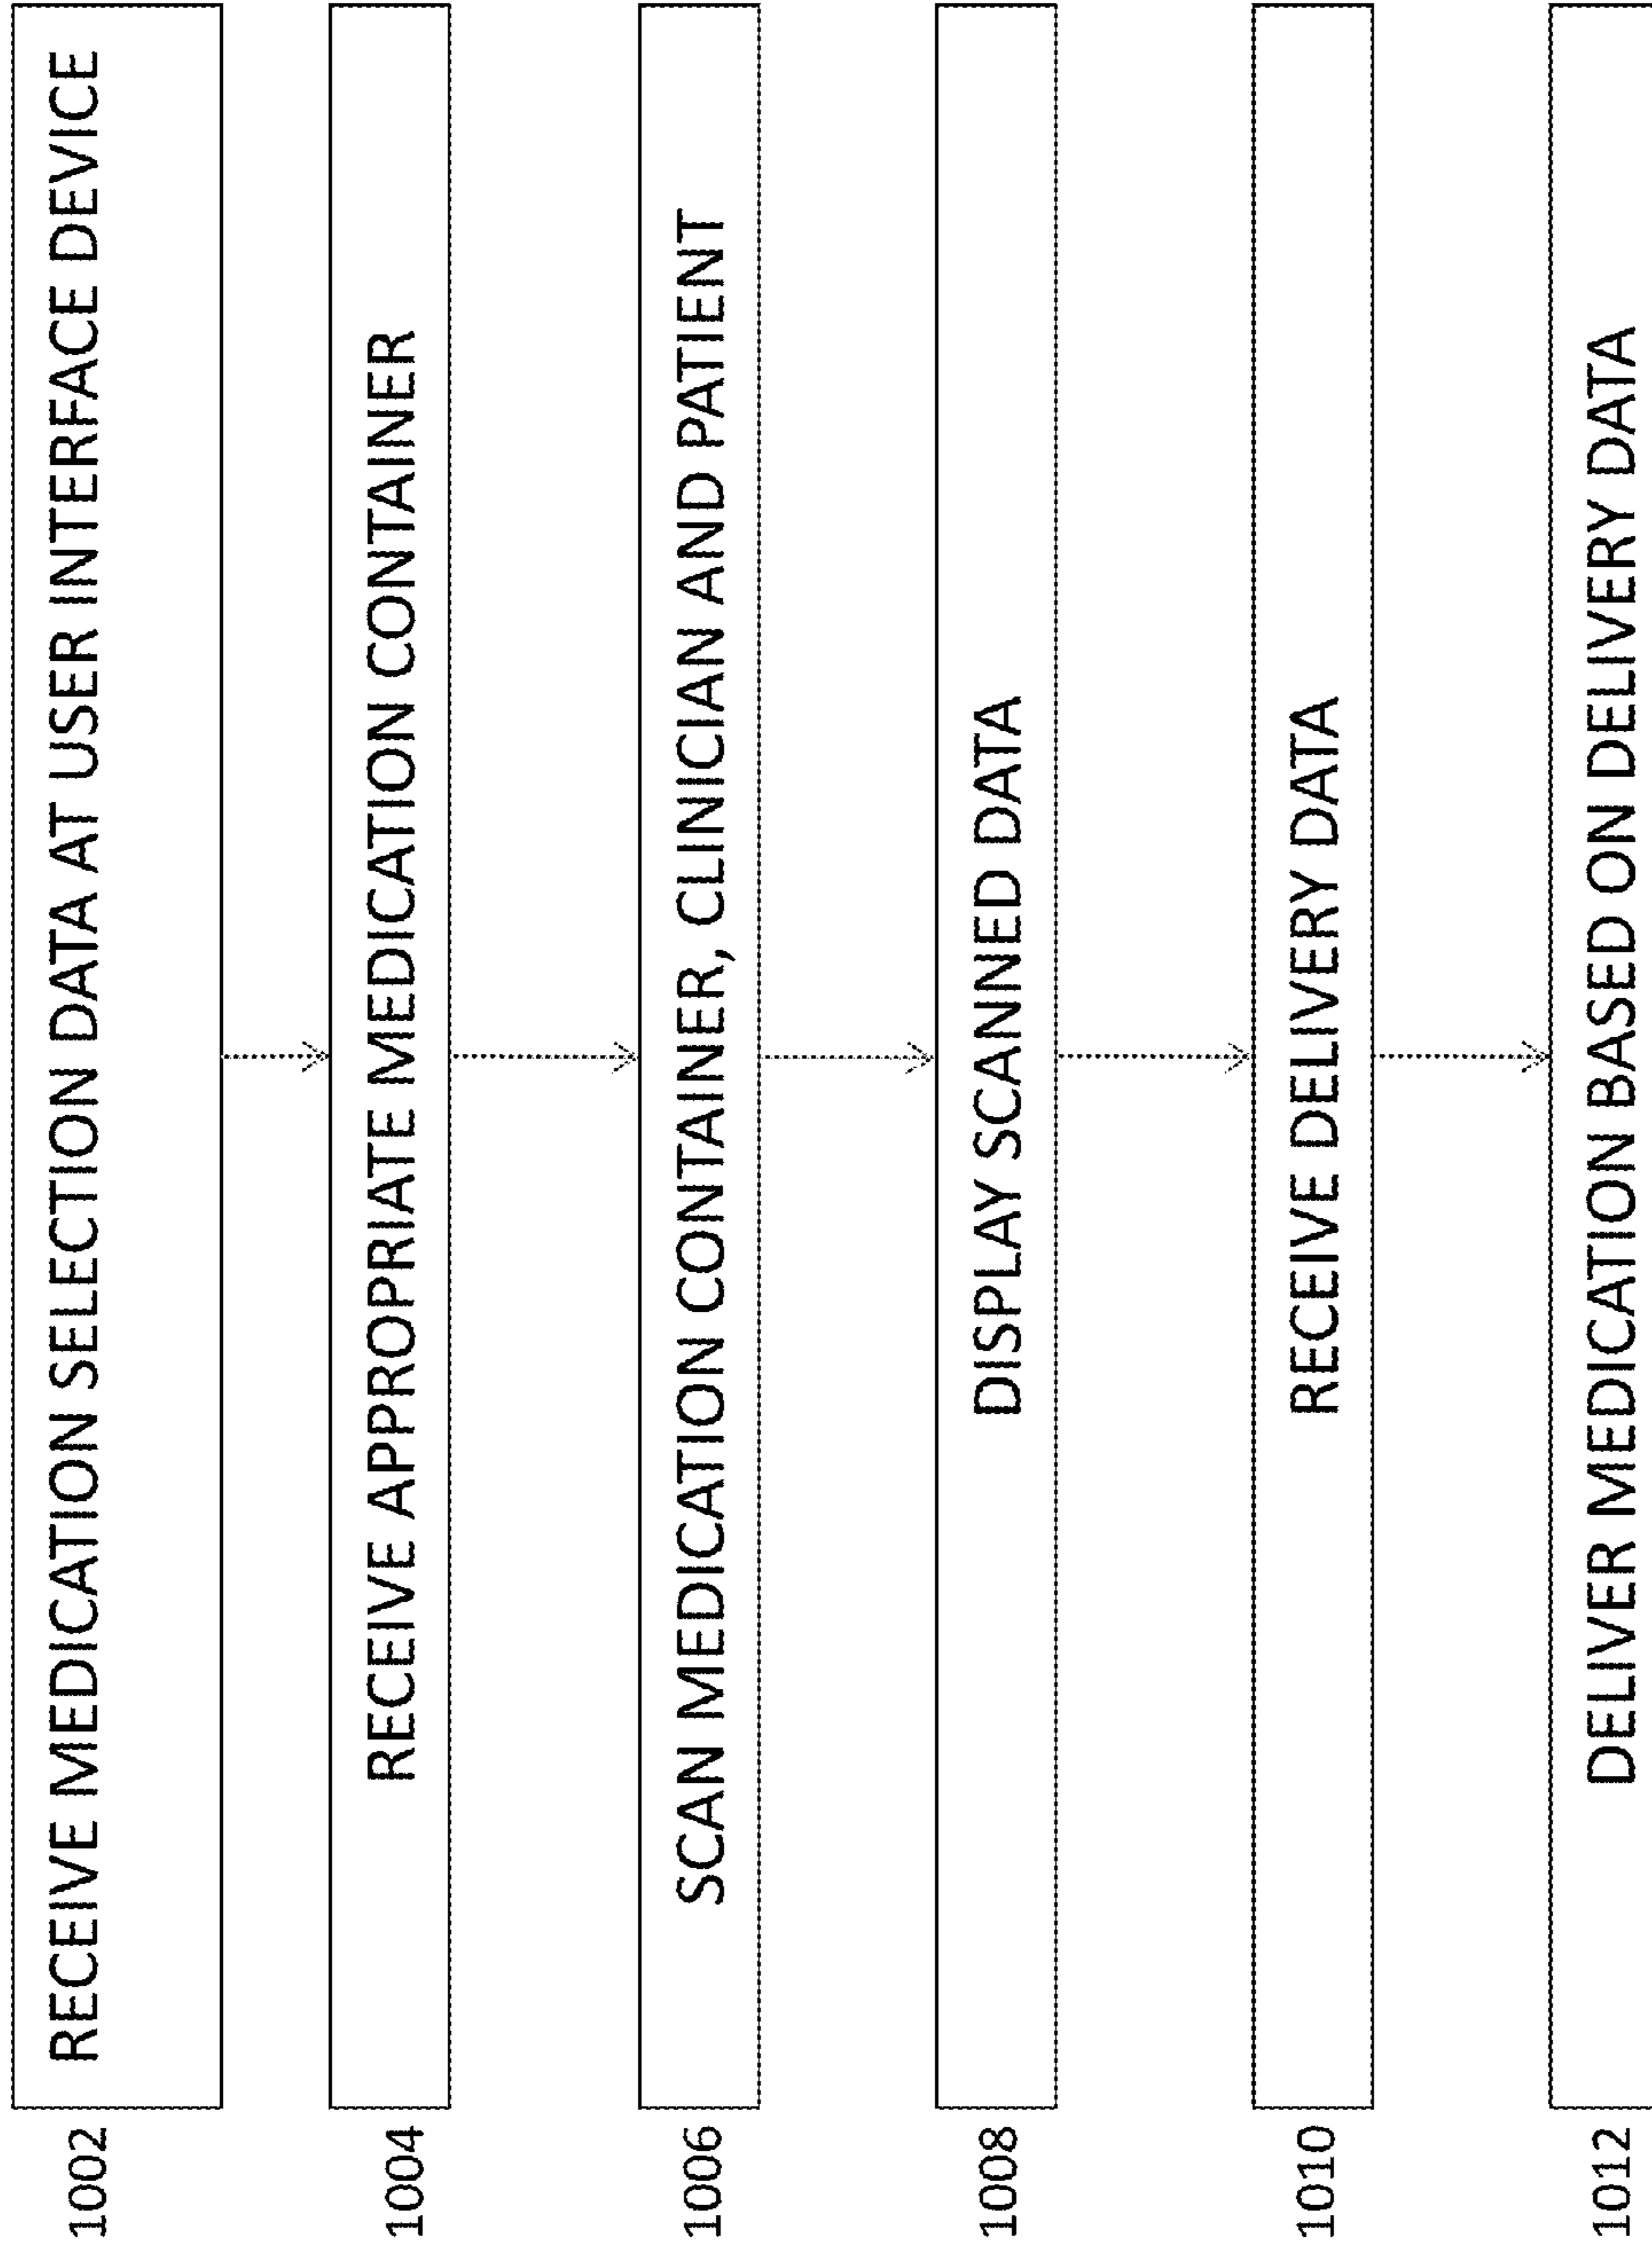 1002 RECEIVE MEDICATION SELECTION DATA AT USER INTERFACE DEVICE
1004 RECEIVE APPROPRIATE MEDICATION CONTAINER
1006 SCAN MEDICATION CONTAINER, CLINICIAN AND PATIENT
1008 DISPLAY SCANNED DATA
1010 RECEIVE DELIVERY DATA
1012 DELIVER MEDICATION BASED ON DELIVERY DATA